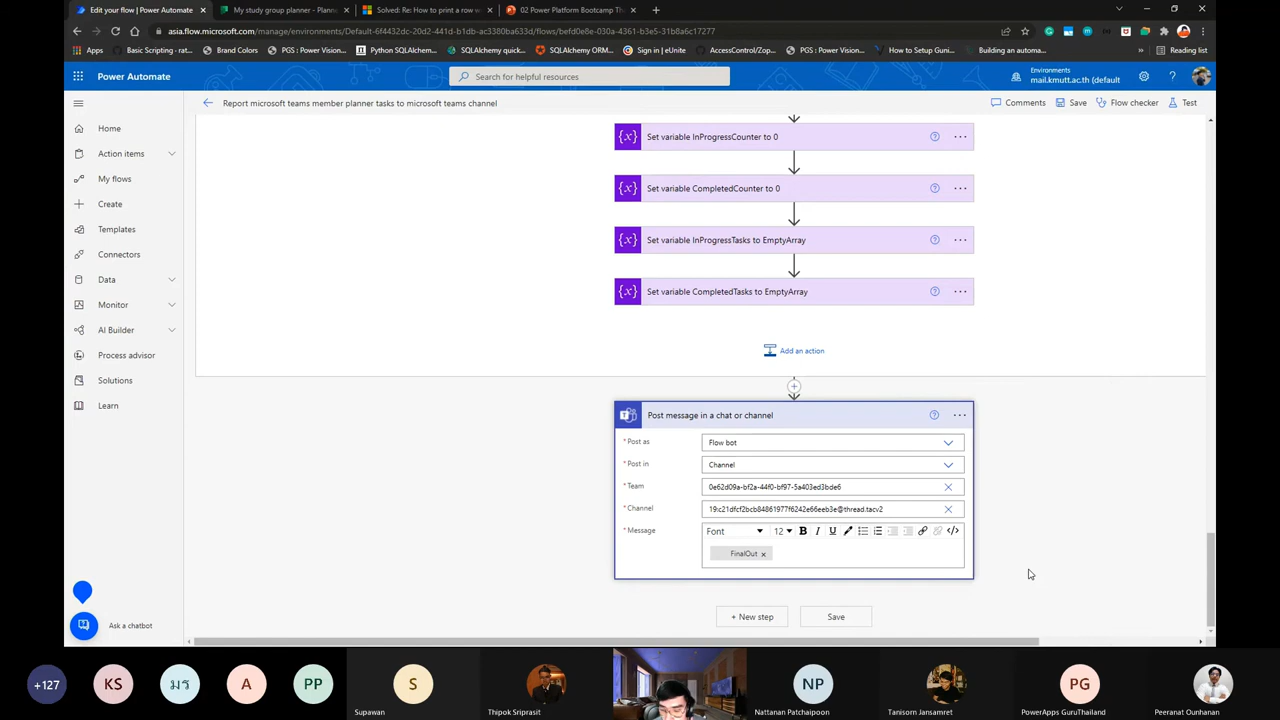 Edit your flow | Power Automate
My study group planner - Planne
Solved: Re: How to print a row w
02 Power Platform Bootcamp Th
asia.flow.microsoft.com/manage/environments/Default-6f4432dc-20d2-441d-b1db-ac3380ba633d/flows/befd0e8e-030a-4361-b3e5-31b8a6c17277
Apps
Basic Scripting - rat...
Brand Colors
PGS : Power Vision...
Python SQLAlchemy
SQLAlchemy quick...
SQLAlchemy ORM...
Sign in | eUnite
AccessControl/Zop...
PGS : Power Vision...
How to Setup Guni...
Building an automa...
Reading list
Power Automate
Search for helpful resources
Environments
mail.kmutt.ac.th (default
Report microsoft teams member planner tasks to microsoft teams channel
Comments
Save
Flow checker
Test
Home
Action items
My flows
Create
Templates
Connectors
Data
Monitor
AI Builder
Process advisor
Solutions
Learn
Ask a chatbot
{x} Set variable InProgressCounter to 0
{x} Set variable CompletedCounter to 0
{x} Set variable InProgressTasks to EmptyArray
{x} Set variable CompletedTasks to EmptyArray
Add an action
Post message in a chat or channel
* Post as
Flow bot
* Post in
Channel
* Team
0e62d09a-bf2a-44f0-bf97-5a403ed3bde6
* Channel
19:c21dfcf2bcb84861977f6242e66eeb3e@thread.tacv2
* Message
Font 12 B I U </>
FinalOut
+ New step
Save
+127
KS
มร
A
PP
S
NP
PG
Supawan
Thipok Sriprasit
Nattanan Patchaipoon
Tanisorn Jansamret
PowerApps GuruThailand
Peeranat Ounhanan